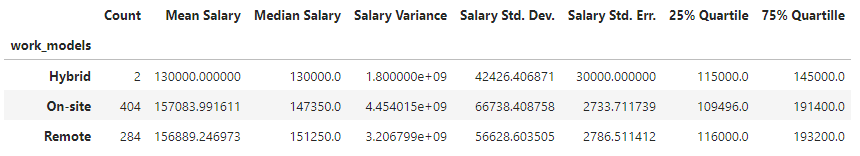 Count Mean Salary Median Salary Salary Variance Salary Std. Dev. Salary Std. Err. 25% Quartile 75% Quartille
work_models
Hybrid 2 130000.000000 130000.0 1.800000e+09 42426.406871 30000.000000 115000.0 145000.0
On-site 404 157083.991611 147350.0 4.454015e+09 66738.408758 2733.711739 109496.0 191400.0
Remote 284 156889.246973 151250.0 3.206799e+09 56628.603505 2786.511412 116000.0 193200.0